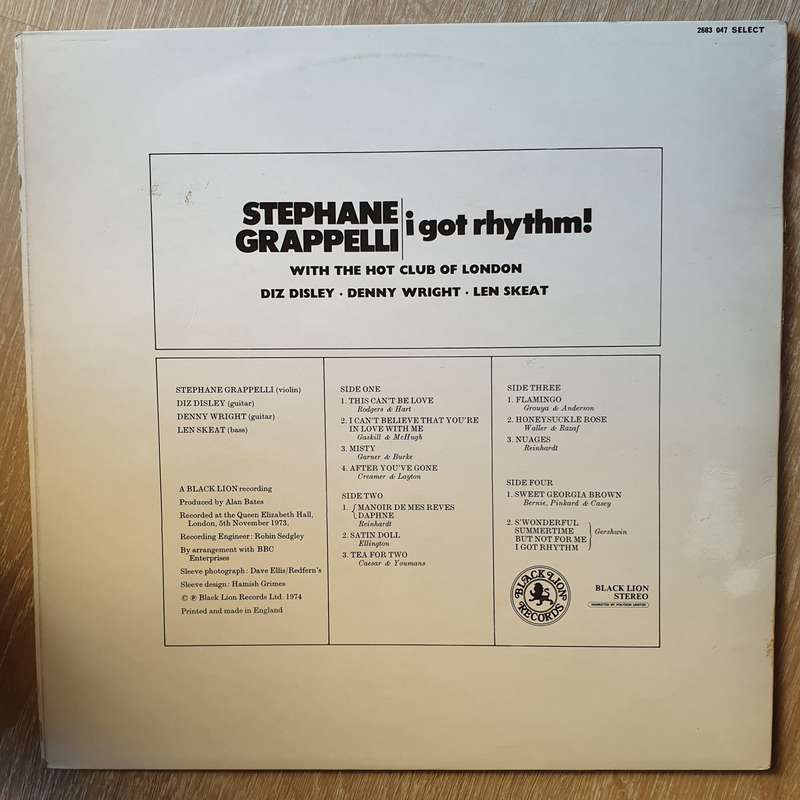 2683 047 SELECT
STEPHANE GRAPPELLI
i got rhythm!
WITH THE HOT CLUB OF LONDON
DIZ DISLEY · DENNY WRIGHT · LEN SKEAT
STEPHANE GRAPPELLI (violin)
DIZ DISLEY (guitar)
DENNY WRIGHT (guitar)
LEN SKEAT (bass)
A BLACK LION recording
Produced by Alan Bates
Recorded at the Queen Elizabeth Hall,
London, 5th November 1973.
Recording Engineer: Robin Sedgley
By arrangement with BBC
Enterprises
Sleeve photograph: Dave Ellis/Redfern's
Sleeve design: Hamish Grimes
© ℗ Black Lion Records Ltd. 1974
Printed and made in England
SIDE ONE
1. THIS CAN'T BE LOVE
Rodgers & Hart
2. I CAN'T BELIEVE THAT YOU'RE
IN LOVE WITH ME
Gaskill & McHugh
3. MISTY
Garner & Burke
4. AFTER YOU'VE GONE
Creamer & Layton
SIDE TWO
1. { MANOIR DE MES REVES
DAPHNE
Reinhardt
2. SATIN DOLL
Ellington
3. TEA FOR TWO
Caesar & Youmans
SIDE THREE
1. FLAMINGO
Grouya & Anderson
2. HONEYSUCKLE ROSE
Waller & Razaf
3. NUAGES
Reinhardt
SIDE FOUR
1. SWEET GEORGIA BROWN
Bernie, Pinkard & Casey
2. S'WONDERFUL
SUMMERTIME
BUT NOT FOR ME
I GOT RHYTHM
} Gershwin
BLACK LION
RECORDS
BLACK LION
STEREO
MARKETED BY POLYDOR LIMITED